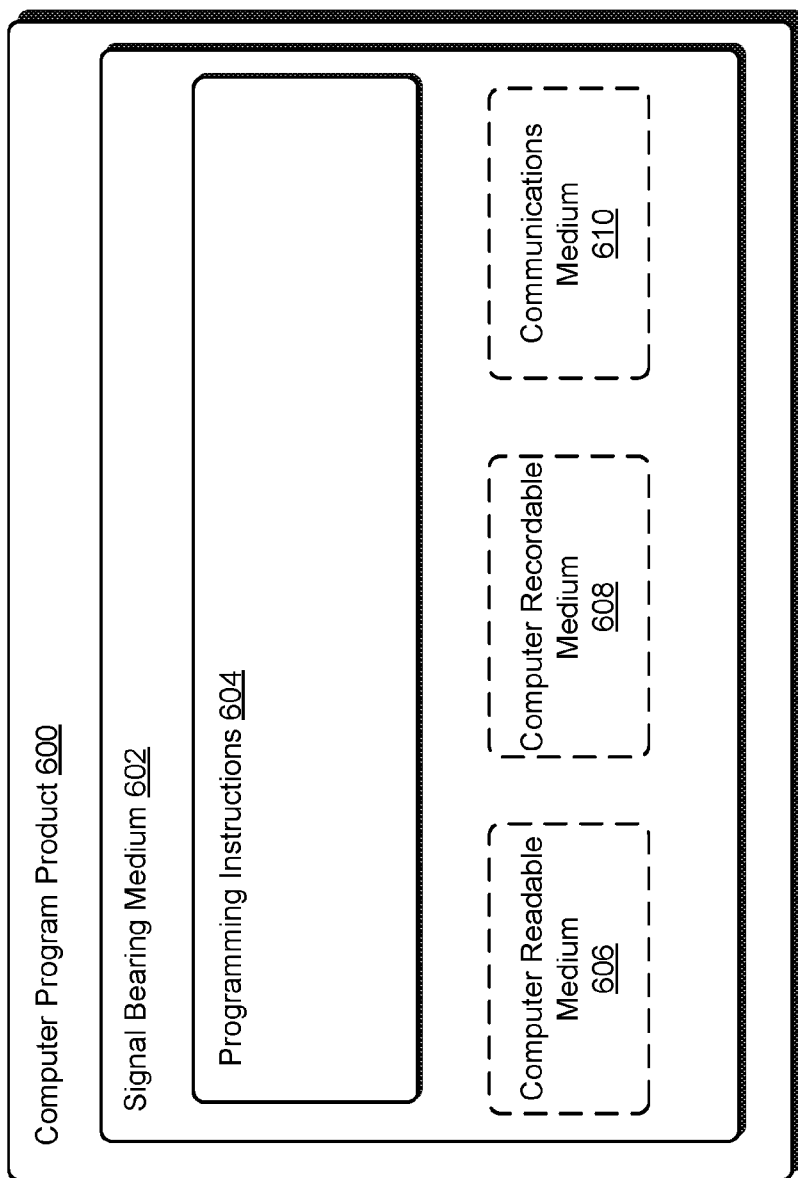 Computer Program Product 600
Signal Bearing Medium 602
Programming Instructions 604
Computer Readable
Medium
606
Computer Recordable
Medium
608
Communications
Medium
610